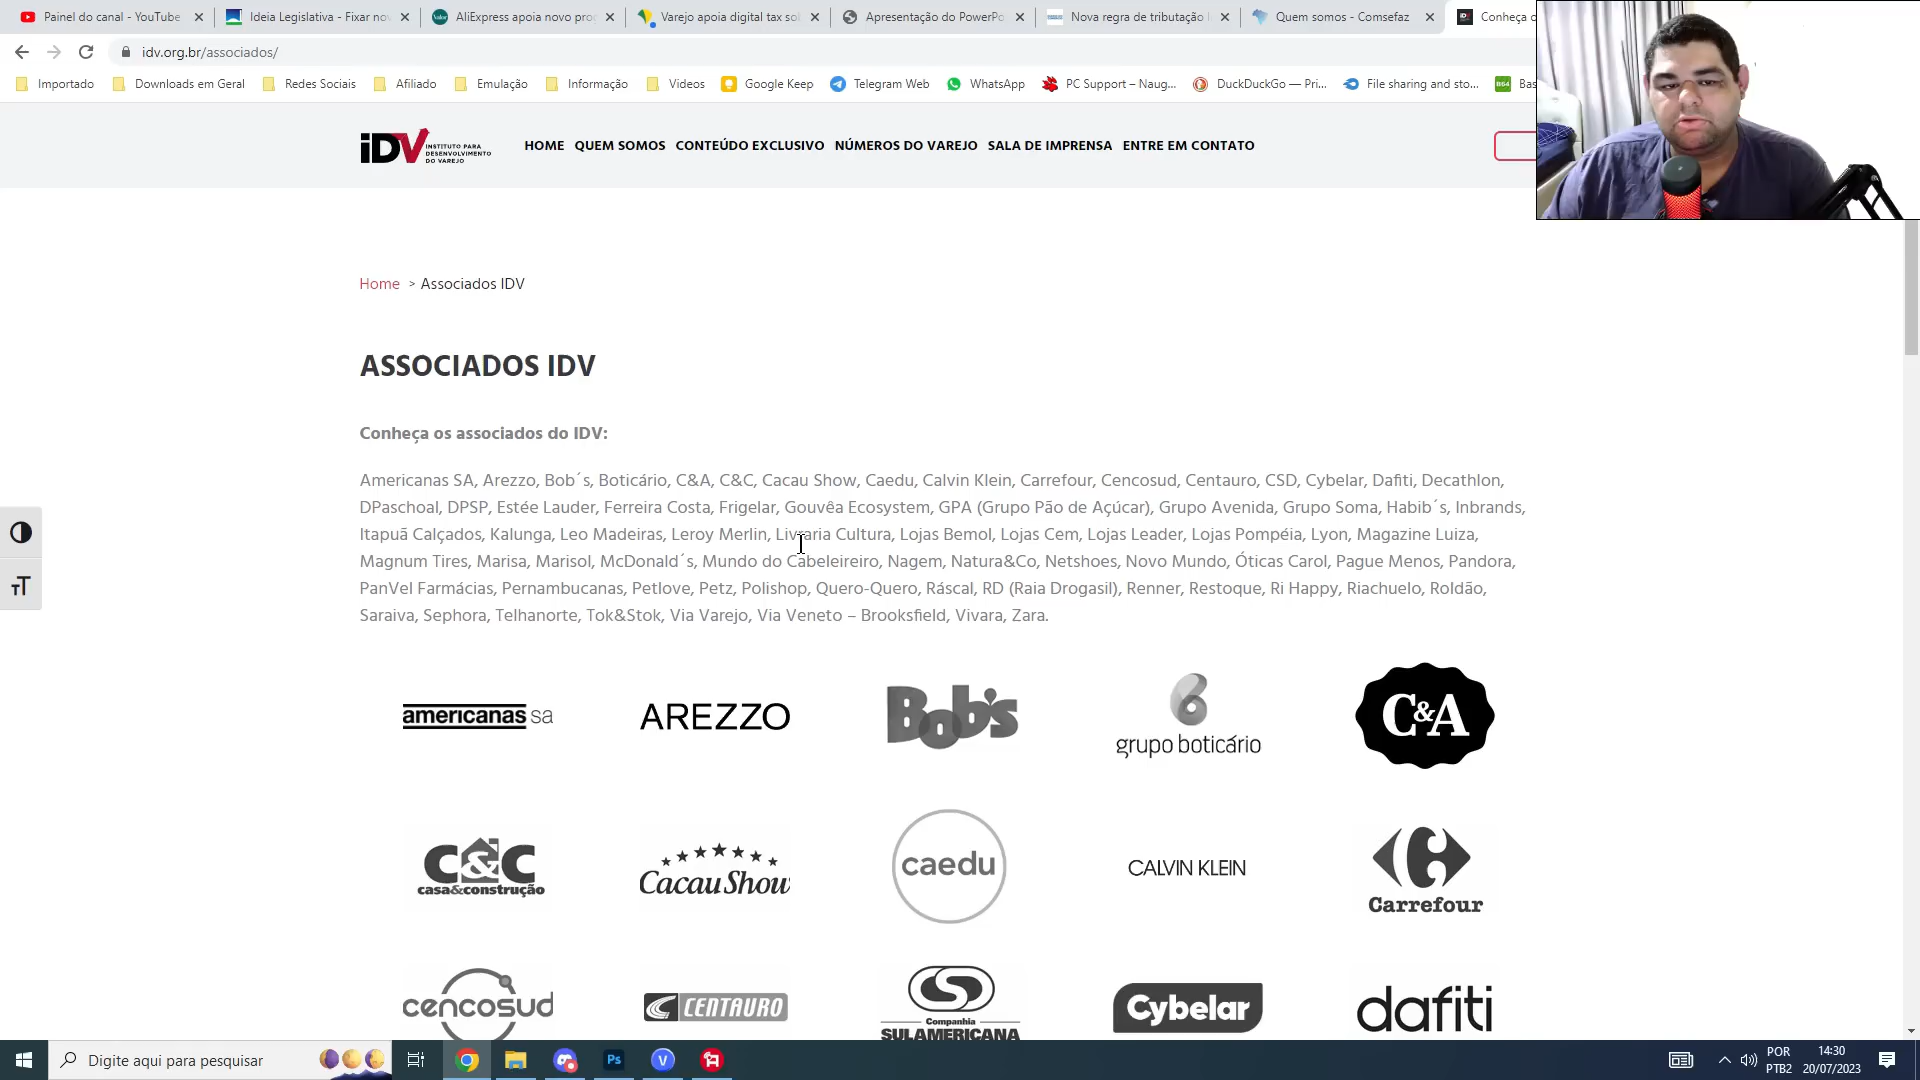 Painel do canal - YouTube
Ideia Legislativa - Fixar no
AliExpress apoia novo pro
Varejo apoia digital tax so
Apresentação do PowerPo
Nova regra de tributação
Quem somos - Comsefaz
Conheça o
idv.org.br/associados/
Importado
Downloads em Geral
Redes Sociais
Afiliado
Emulação
Informação
Videos
Google Keep
Telegram Web
WhatsApp
PC Support – Naug...
DuckDuckGo — Pri...
File sharing and sto...
B64
Bas
iDV INSTITUTO PARA
DESENVOLVIMENTO
DO VAREJO
HOME QUEM SOMOS CONTEÚDO EXCLUSIVO NÚMEROS DO VAREJO SALA DE IMPRENSA ENTRE EM CONTATO
Home > Associados IDV
ASSOCIADOS IDV
Conheça os associados do IDV:
Americanas SA, Arezzo, Bob´s, Boticário, C&A, C&C, Cacau Show, Caedu, Calvin Klein, Carrefour, Cencosud, Centauro, CSD, Cybelar, Dafiti, Decathlon,
DPaschoal, DPSP, Estée Lauder, Ferreira Costa, Frigelar, Gouvêa Ecosystem, GPA (Grupo Pão de Açúcar), Grupo Avenida, Grupo Soma, Habib´s, Inbrands,
Itapuã Calçados, Kalunga, Leo Madeiras, Leroy Merlin, Livraria Cultura, Lojas Bemol, Lojas Cem, Lojas Leader, Lojas Pompéia, Lyon, Magazine Luiza,
Magnum Tires, Marisa, Marisol, McDonald´s, Mundo do Cabeleireiro, Nagem, Natura&Co, Netshoes, Novo Mundo, Óticas Carol, Pague Menos, Pandora,
PanVel Farmácias, Pernambucanas, Petlove, Petz, Polishop, Quero-Quero, Ráscal, RD (Raia Drogasil), Renner, Restoque, Ri Happy, Riachuelo, Roldão,
Saraiva, Sephora, Telhanorte, Tok&Stok, Via Varejo, Via Veneto – Brooksfield, Vivara, Zara.
americanas sa
AREZZO
Bob's
grupo boticário
C&A
C&C
casa&construção
Cacau Show
caedu
CALVIN KLEIN
Carrefour
cencosud
CENTAURO
Companhia
SULAMERICANA
Cybelar
dafiti
Digite aqui para pesquisar
Ps
V
POR
PTB2
14:30
20/07/2023